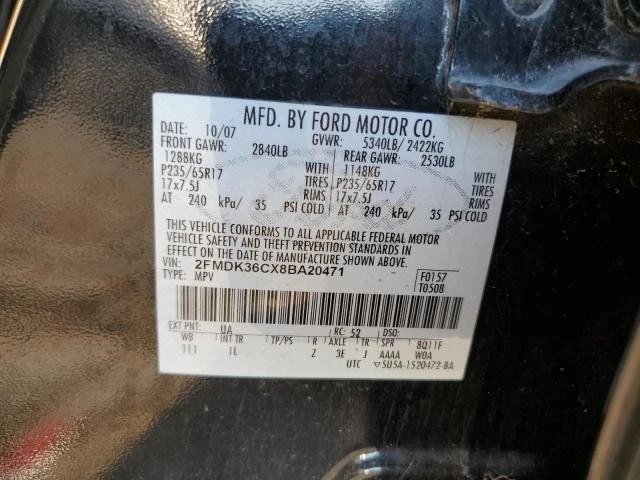 MFD. BY FORD MOTOR CO.
DATE: 10/07 GVWR: 5340LB/ 2422KG
FRONT GAWR: 2840LB REAR GAWR: 2530LB
1288KG WITH 1148KG WITH
P235/65R17 TIRES P235/65R17 TIRES
17x7.5J RIMS 17x7.5J RIMS
AT 240 kPa/ 35 PSI COLD AT 240 kPa/ 35 PSI COLD
THIS VEHICLE CONFORMS TO ALL APPLICABLE FEDERAL MOTOR
VEHICLE SAFETY AND THEFT PREVENTION STANDARDS IN
EFFECT ON THE DATE OF MANUFACTURE SHOWN ABOVE.
VIN: 2FMDK36CX8BA20471 F0157
TYPE: MPV T0508
EXT PNT: UA RC: 52 DSO:
WB INT TR TP/PS R AXLE TR SPR 8Q11F
111 1L Z 3E J AAAA W0A
UTC ▽5U5A-1520472-BA